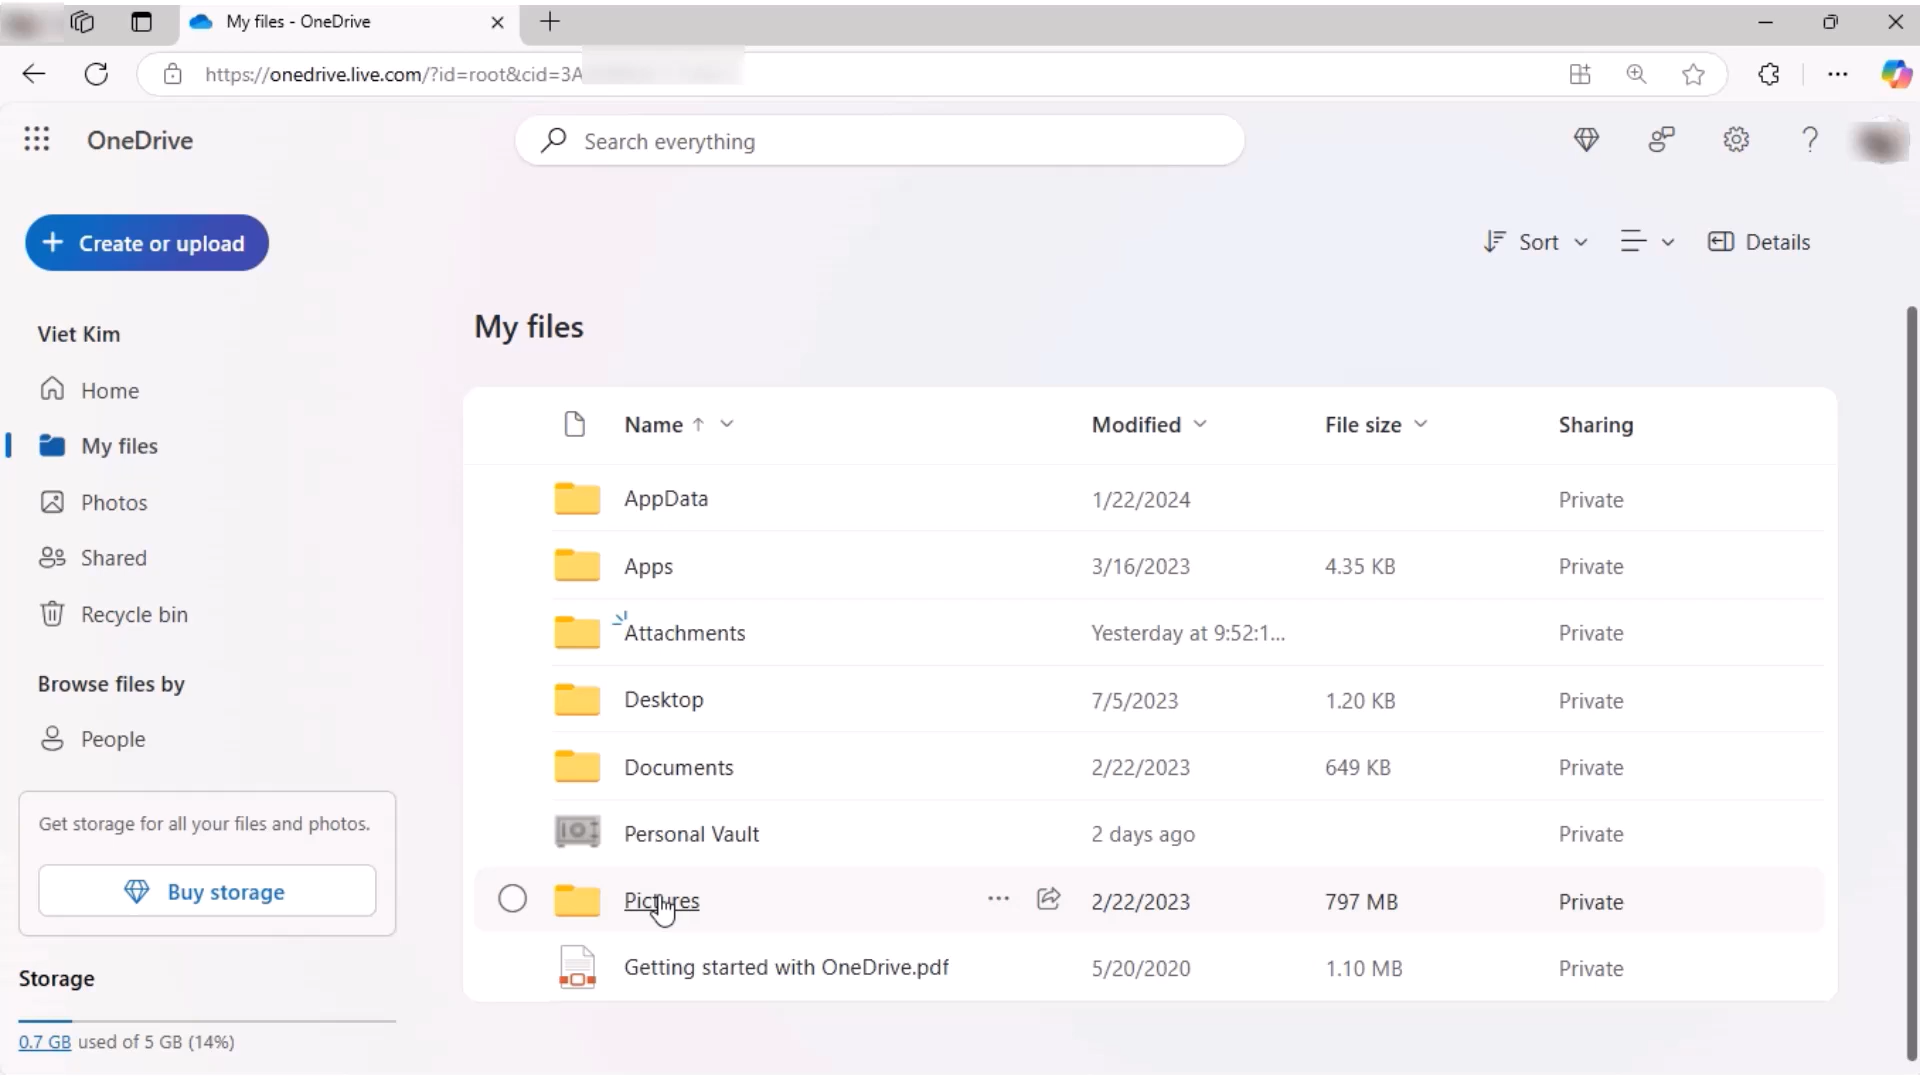 My files - OneDrive
https://onedrive.live.com/?id=root&cid=3A
OneDrive
Search everything
Create or upload
Sort
Details
Viet Kim
Home
My files
Photos
Shared
Recycle bin
Browse files by
People
Get storage for all your files and photos.
Buy storage
Storage
0.7 GB used of 5 GB (14%)
My files
Name Modified File size Sharing
AppData 1/22/2024 Private
Apps 3/16/2023 4.35 KB Private
Attachments Yesterday at 9:52:1... Private
Desktop 7/5/2023 1.20 KB Private
Documents 2/22/2023 649 KB Private
Personal Vault 2 days ago Private
Pictures 2/22/2023 797 MB Private
Getting started with OneDrive.pdf 5/20/2020 1.10 MB Private